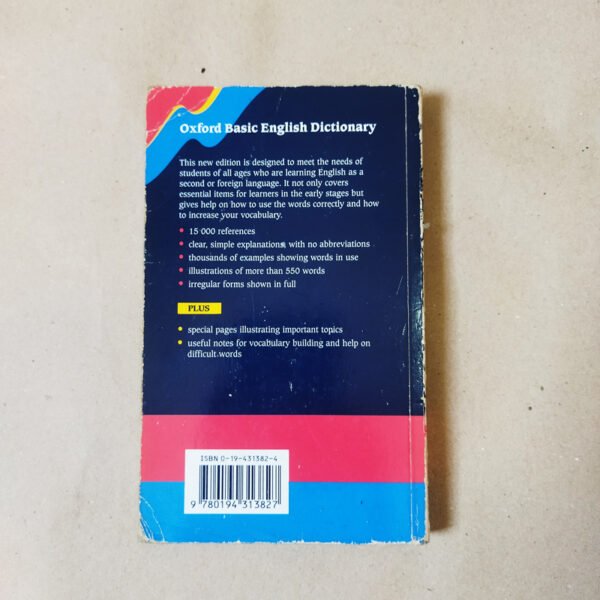 Oxford Basic English Dictionary
This new edition is designed to meet the needs of
students of all ages who are learning English as a
second or foreign language. It not only covers
essential items for learners in the early stages but
gives help on how to use the words correctly and how
to increase your vocabulary.
• 15 000 references
• clear, simple explanations with no abbreviations
• thousands of examples showing words in use
• illustrations of more than 550 words
• irregular forms shown in full
PLUS
• special pages illustrating important topics
• useful notes for vocabulary building and help on
difficult words
ISBN 0-19-431382-4
9 780194 313827